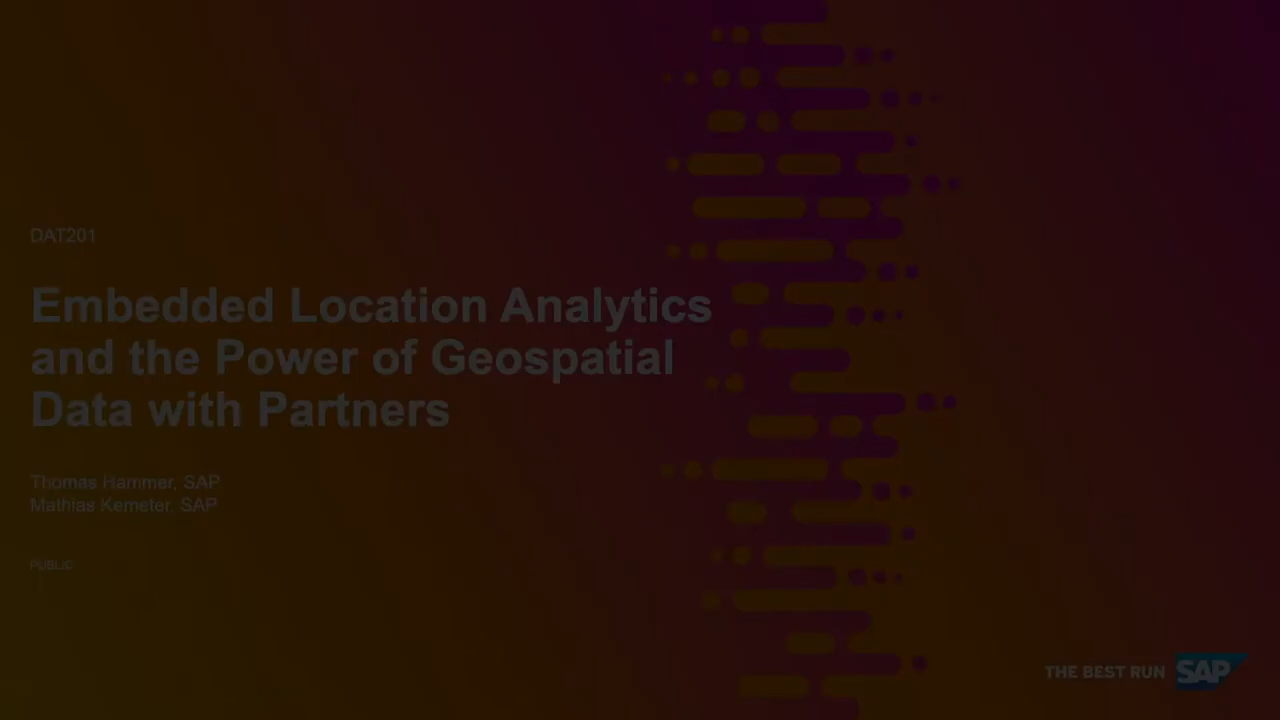 DAT201
Embedded Location Analytics
and the Power of Geospatial
Data with Partners
Thomas Hammer, SAP
Mathias Kemeter, SAP
PUBLIC
THE BEST RUN SAP